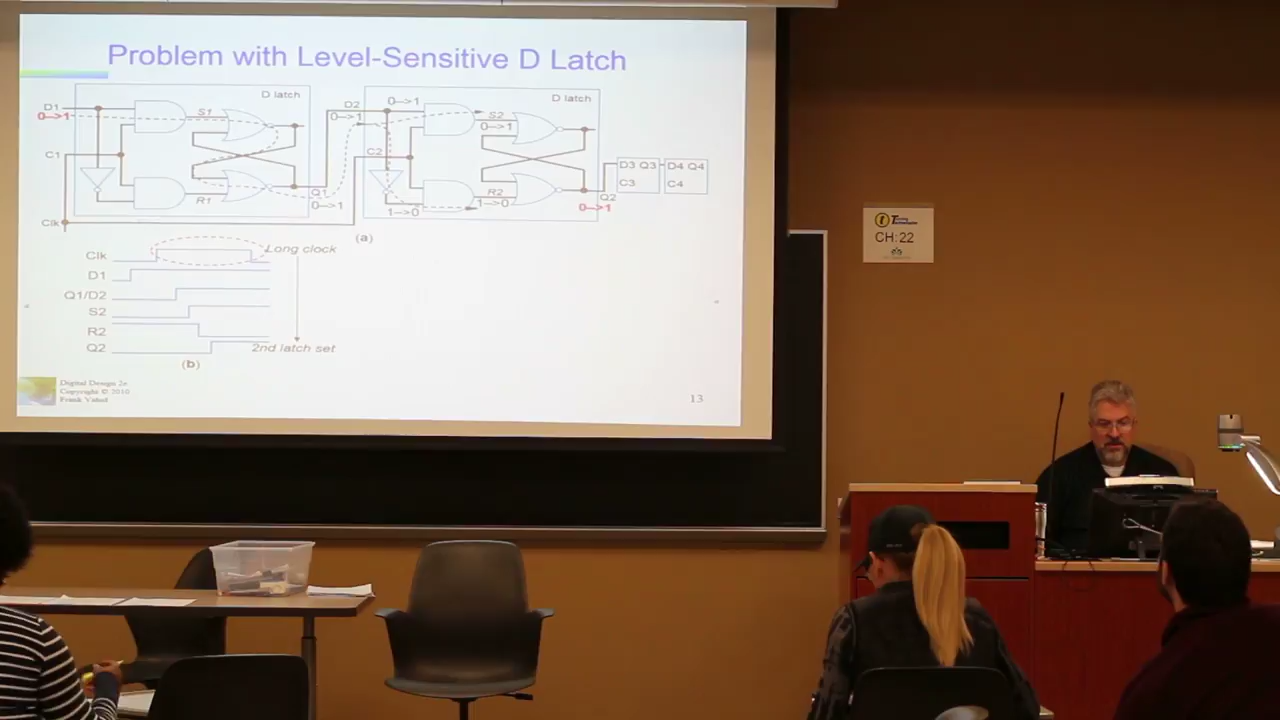 Problem with Level-Sensitive D Latch
D latch
D latch
D1
0→1
S1
D2
0→1
0→1
S2
0→1
C1
C2
D3 Q3
D4 Q4
C3
C4
R1
Q1
0→1
R2
1→0
1→0
Q2
0→1
Clk
(a)
Clk
Long clock
D1
Q1/D2
S2
R2
Q2
2nd latch set
(b)
Digital Design 2e
Copyright © 2010
Frank Vahid
13
CH:22